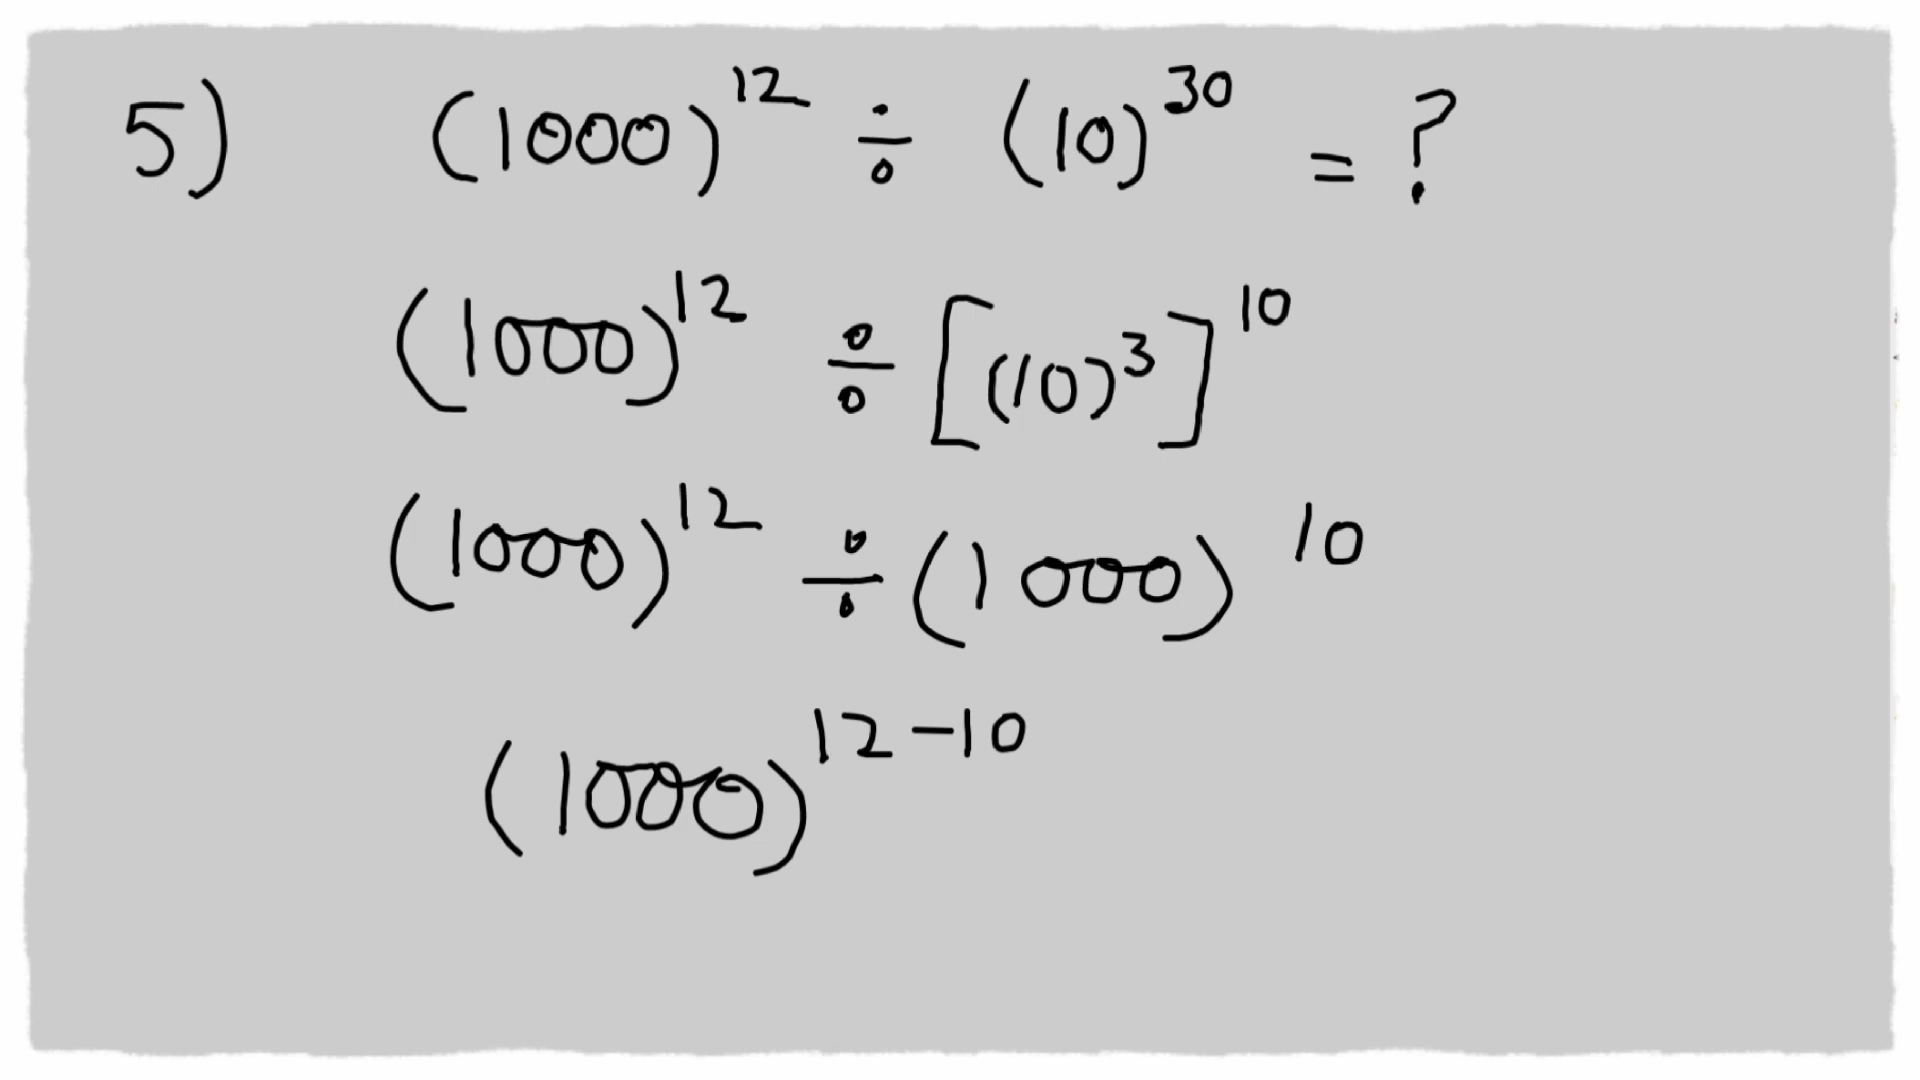 5) (1000)^12 ÷ (10)^30 = ?
(1000)^12 ÷ [(10)^3]^10
(1000)^12 ÷ (1000)^10
(1000)^12-10